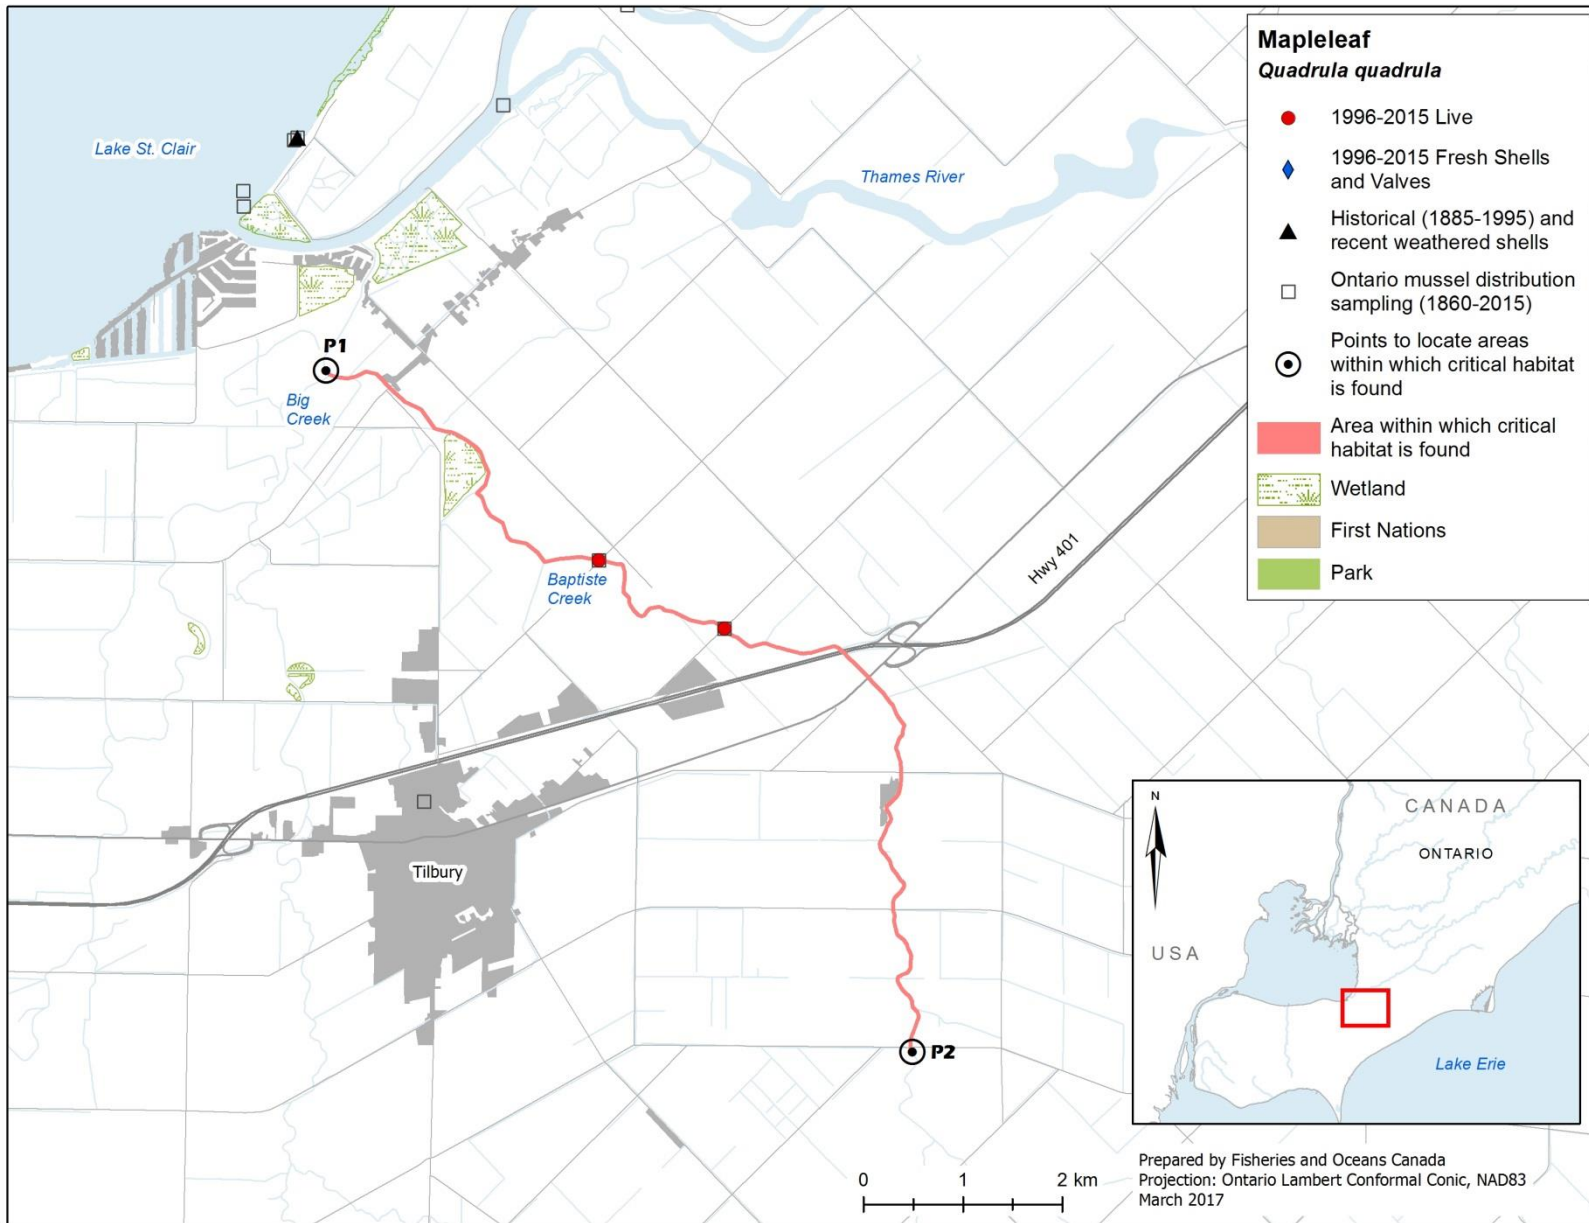 Mapleleaf
Quadrula quadrula
1996-2015 Live
1996-2015 Fresh Shells
and Valves
Historical (1885-1995) and
recent weathered shells
Ontario mussel distribution
sampling (1860-2015)
Points to locate areas
within which critical habitat
is found
Area within which critical
habitat is found
Wetland
First Nations
Park
Lake St. Clair
Thames River
P1
Big
Creek
Baptiste
Creek
Hwy 401
Tilbury
P2
N
CANADA
ONTARIO
USA
Lake Erie
0 1 2 km
Prepared by Fisheries and Oceans Canada
Projection: Ontario Lambert Conformal Conic, NAD83
March 2017